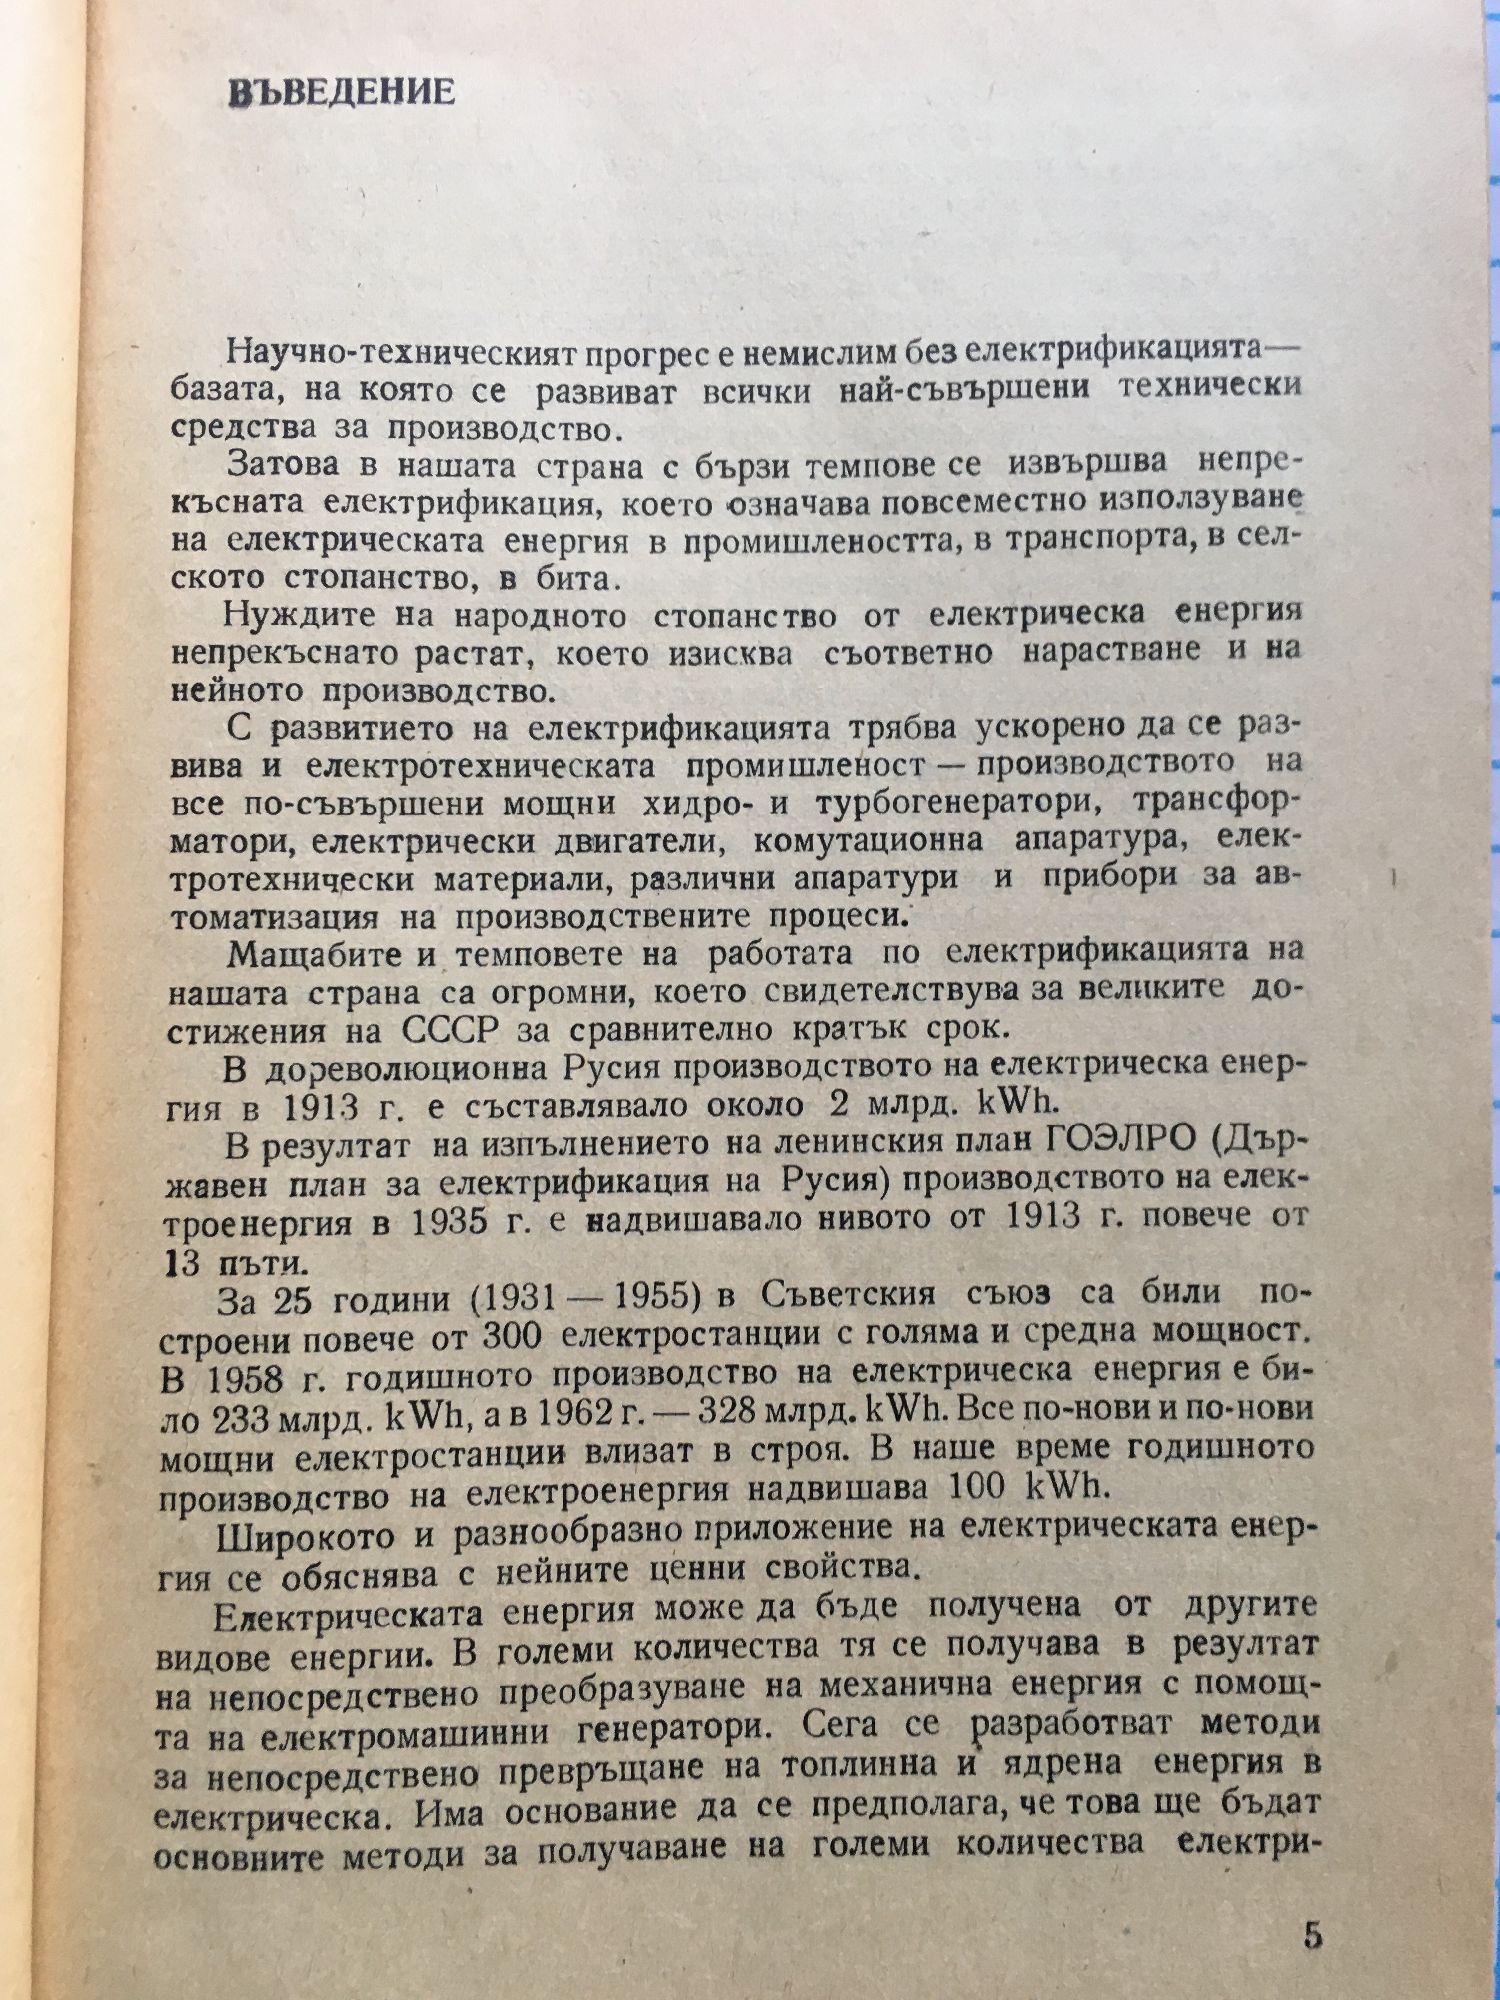 ВЪВЕДЕНИЕ
Научно-техническият прогрес е немислим без електрификацията—
базата, на която се развиват всички най-съвършени технически
средства за производство.
Затова в нашата страна с бързи темпове се извършва непре-
късната електрификация, което означава повсеместно използуване
на електрическата енергия в промишлеността, в транспорта, в сел-
ското стопанство, в бита.
Нуждите на народното стопанство от електрическа енергия
непрекъснато растат, което изисква съответно нарастване и на
нейното производство.
С развитието на електрификацията трябва ускорено да се раз-
вива и електротехническата промишленост — производството на
все по-съвършени мощни хидро- и турбогенератори, трансфор-
матори, електрически двигатели, комутационна апаратура, елек-
тротехнически материали, различни апаратури и прибори за ав-
томатизация на производствените процеси.
Мащабите и темповете на работата по електрификацията на
нашата страна са огромни, което свидетелствува за великите до-
стижения на СССР за сравнително кратък срок.
В дореволюционна Русия производството на електрическа енер-
гия в 1913 г. е съставлявало около 2 млрд. kWh.
В резултат на изпълнението на ленинския план ГОЭЛРО (Дър-
жавен план за електрификация на Русия) производството на елек-
троенергия в 1935 г. е надвишавало нивото от 1913 г. повече от
13 пъти.
За 25 години (1931 — 1955) в Съветския съюз са били по-
строени повече от 300 електростанции с голяма и средна мощност.
В 1958 г. годишното производство на електрическа енергия е би-
ло 233 млрд. kWh, а в 1962 г. — 328 млрд. kWh. Все по-нови и по-нови
мощни електростанции влизат в строя. В наше време годишното
производство на електроенергия надвишава 100 kWh.
Широкото и разнообразно приложение на електрическата енер-
гия се обяснява с нейните ценни свойства.
Електрическата енергия може да бъде получена от другите
видове енергии. В големи количества тя се получава в резултат
на непосредствено преобразуване на механична енергия с помощ-
та на електромашинни генератори. Сега се разработват методи
за непосредствено превръщане на топлинна и ядрена енергия в
електрическа. Има основание да се предполага, че това ще бъдат
основните методи за получаване на големи количества електри-
5